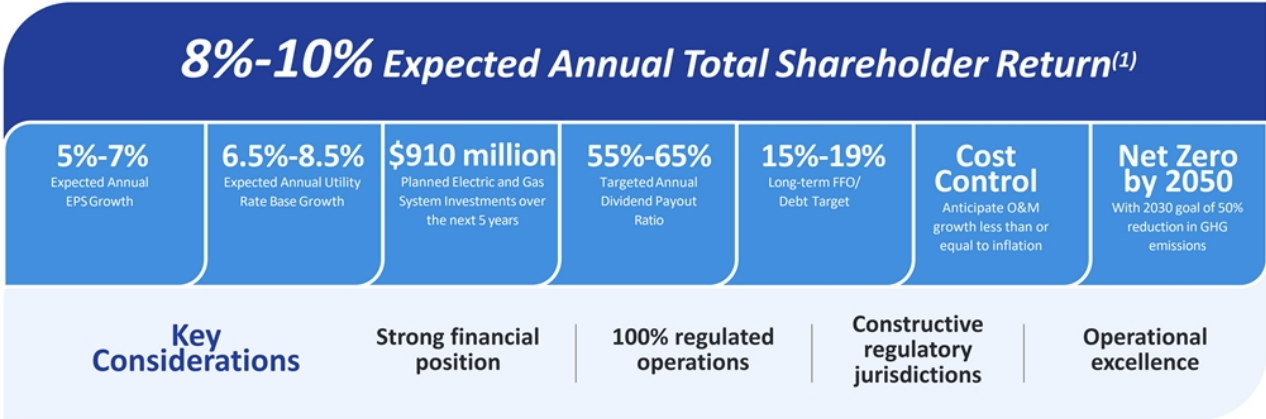 8%-10% Expected Annual Total Shareholder Return(1)
5%-7%
Expected Annual
EPS Growth
6.5%-8.5%
Expected Annual Utility
Rate Base Growth
$910 million
Planned Electric and Gas
System Investments over
the next 5 years
55%-65%
Targeted Annual
Dividend Payout
Ratio
15%-19%
Long-term FFO/
Debt Target
Cost
Control
Anticipate O&M
growth less than or
equal to inflation
Net Zero
by 2050
With 2030 goal of 50%
reduction in GHG
emissions
Key
Considerations
Strong financial
position
100% regulated
operations
Constructive
regulatory
jurisdictions
Operational
excellence